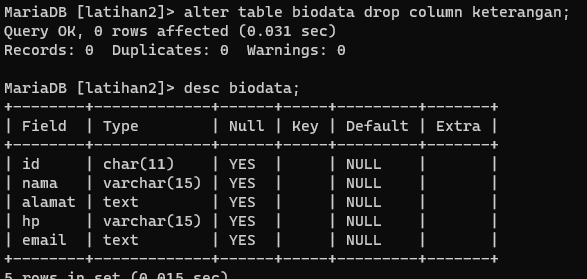 MariaDB [latihan2]> alter table biodata drop column keterangan;
Query OK, 0 rows affected (0.031 sec)
Records: 0  Duplicates: 0  Warnings: 0

MariaDB [latihan2]> desc biodata;
+--------+-------------+------+-----+---------+-------+
| Field  | Type        | Null | Key | Default | Extra |
+--------+-------------+------+-----+---------+-------+
| id     | char(11)    | YES  |     | NULL    |       |
| nama   | varchar(15) | YES  |     | NULL    |       |
| alamat | text        | YES  |     | NULL    |       |
| hp     | varchar(15) | YES  |     | NULL    |       |
| email  | text        | YES  |     | NULL    |       |
+--------+-------------+------+-----+---------+-------+
5 rows in set (0.015 sec)